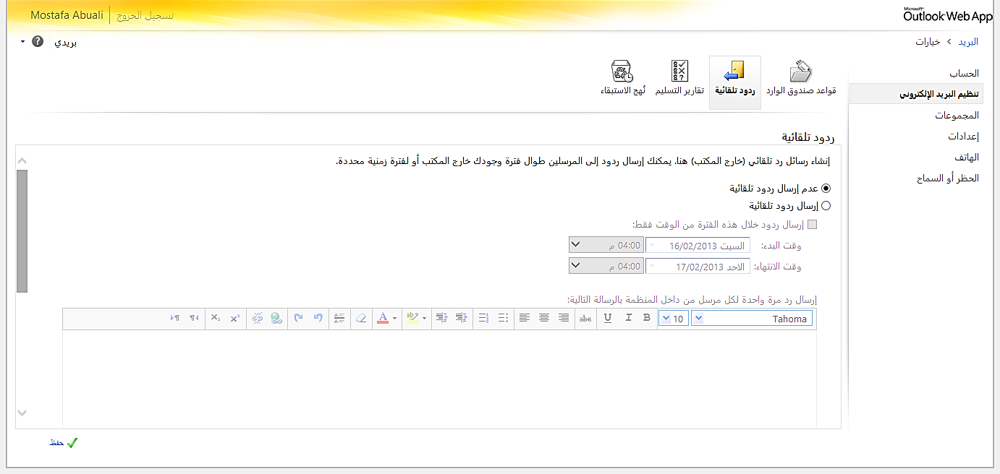 Mostafa Abuali تسجيل الخروج
Microsoft®
Outlook Web App
البريد > خيارات
بريدي
الحساب
تنظيم البريد الإلكتروني
المجموعات
إعدادات
الهاتف
الحظر أو السماح
قواعد صندوق الوارد
ردود تلقائية
تقارير التسليم
نُهج الاستبقاء
ردود تلقائية
إنشاء رسائل رد تلقائي (خارج المكتب) هنا. يمكنك إرسال ردود إلى المرسلين طوال فترة وجودك خارج المكتب أو لفترة زمنية محددة.
عدم إرسال ردود تلقائية
إرسال ردود تلقائية
إرسال ردود خلال هذه الفترة من الوقت فقط:
وقت البدء: السبت 16/02/2013 04:00 م
وقت الانتهاء: الاحد 17/02/2013 04:00 م
إرسال رد مرة واحدة لكل مرسل من داخل المنظمة بالرسالة التالية:
Tahoma 10 B I U abc
حفظ